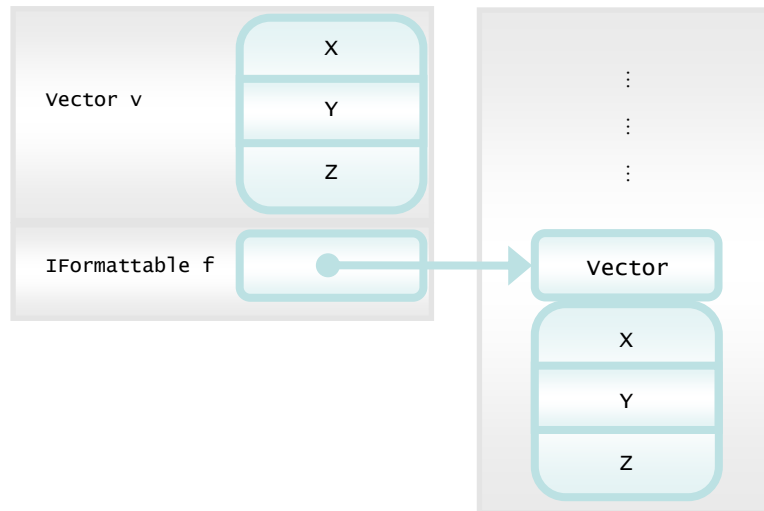 Vector v
X
Y
Z
IFormattable f
⋮
⋮
⋮
Vector
X
Y
Z